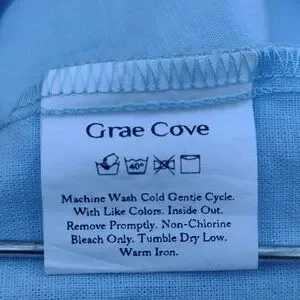 Grae Cove
40°
Machine Wash Cold Gentle Cycle.
With Like Colors. Inside Out.
Remove Promptly. Non-Chlorine
Bleach Only. Tumble Dry Low.
Warm Iron.